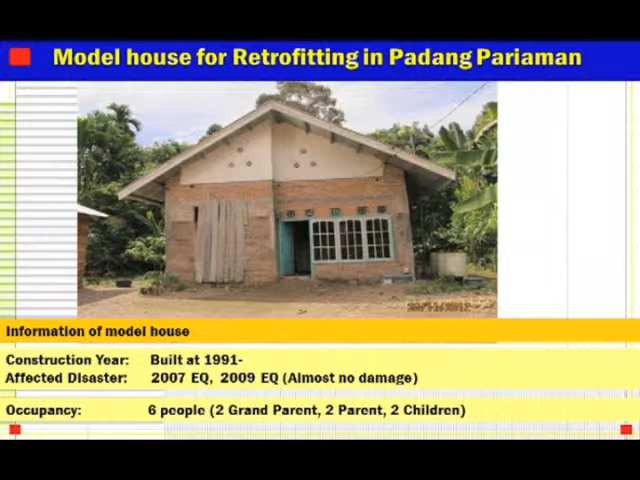 Model house for Retrofitting in Padang Pariaman
Information of model house
Construction Year: Built at 1991-
Affected Disaster: 2007 EQ, 2009 EQ (Almost no damage)
Occupancy: 6 people (2 Grand Parent, 2 Parent, 2 Children)